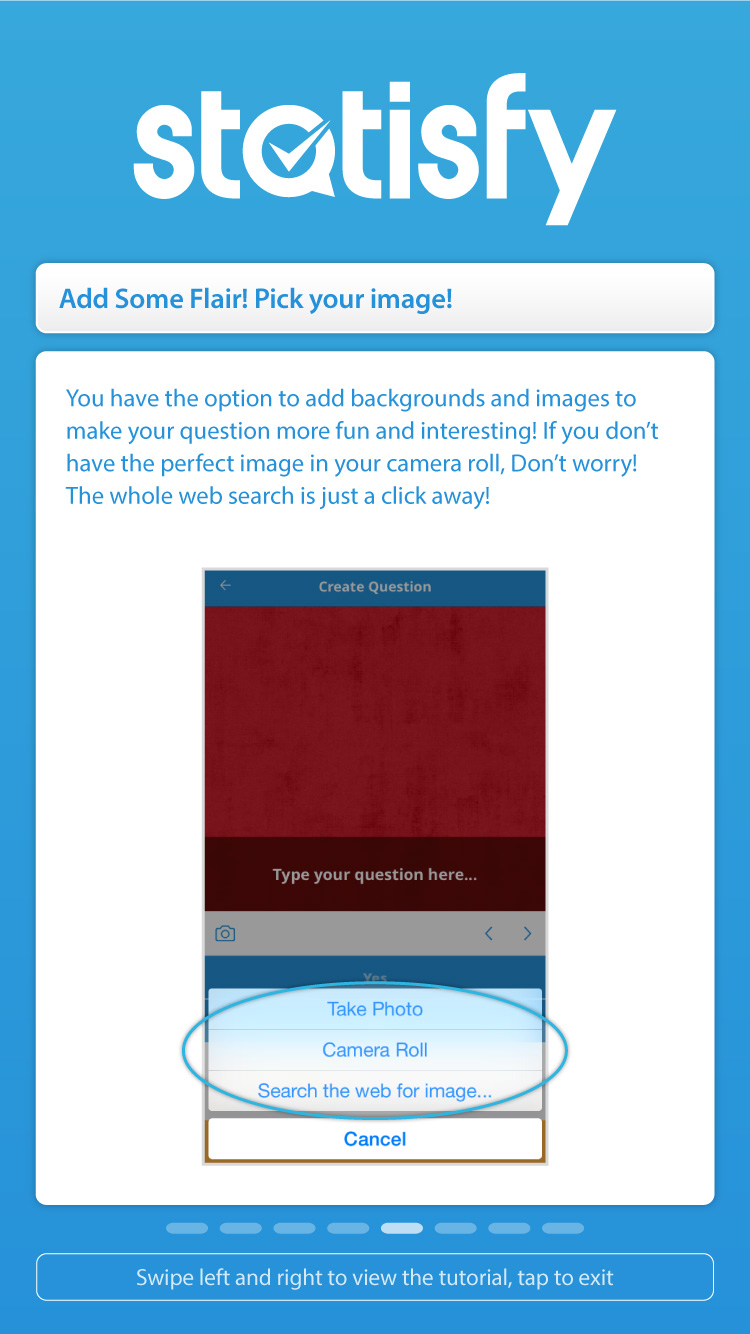 statisfy
Add Some Flair! Pick your image!
You have the option to add backgrounds and images to
make your question more fun and interesting! If you don’t
have the perfect image in your camera roll, Don’t worry!
The whole web search is just a click away!
Create Question
Type your question here...
Yes
Take Photo
Camera Roll
Search the web for image...
Cancel
Swipe left and right to view the tutorial, tap to exit